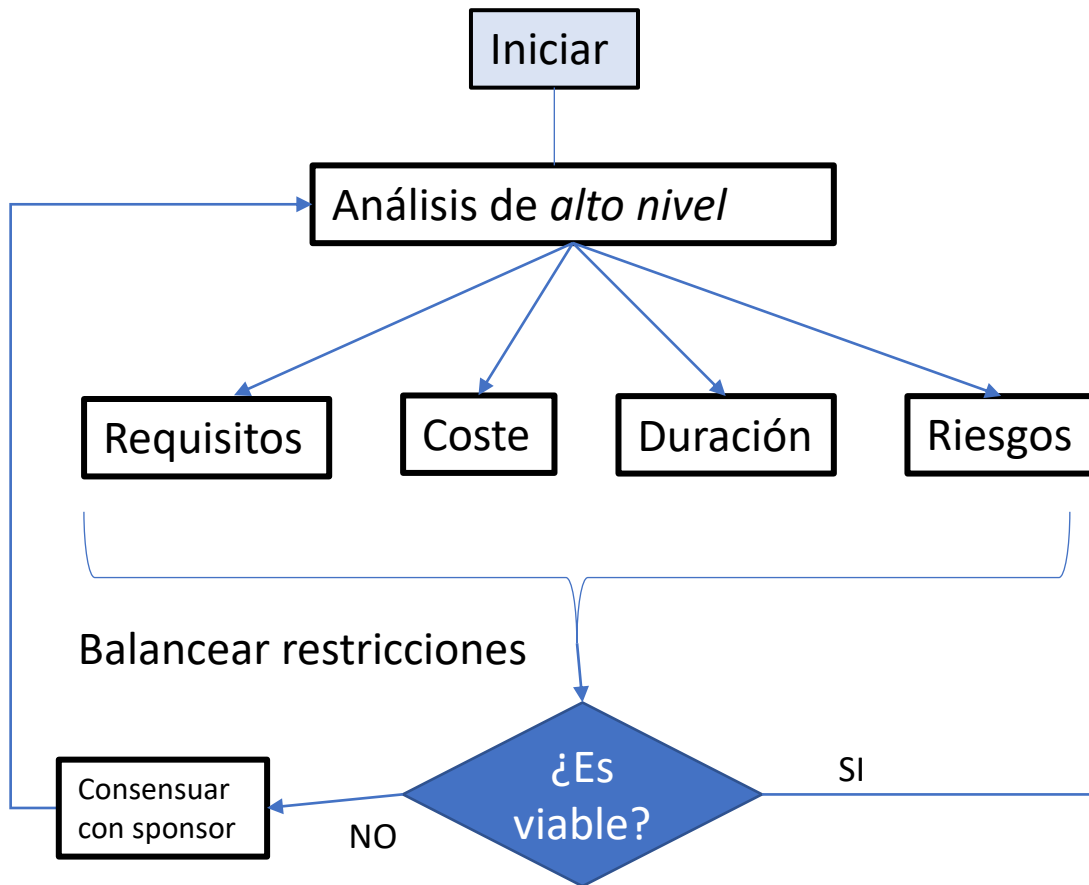 Iniciar
Análisis de alto nivel
Requisitos
Coste
Duración
Riesgos
Balancear restricciones
¿Es
viable?
SI
NO
Consensuar
con sponsor